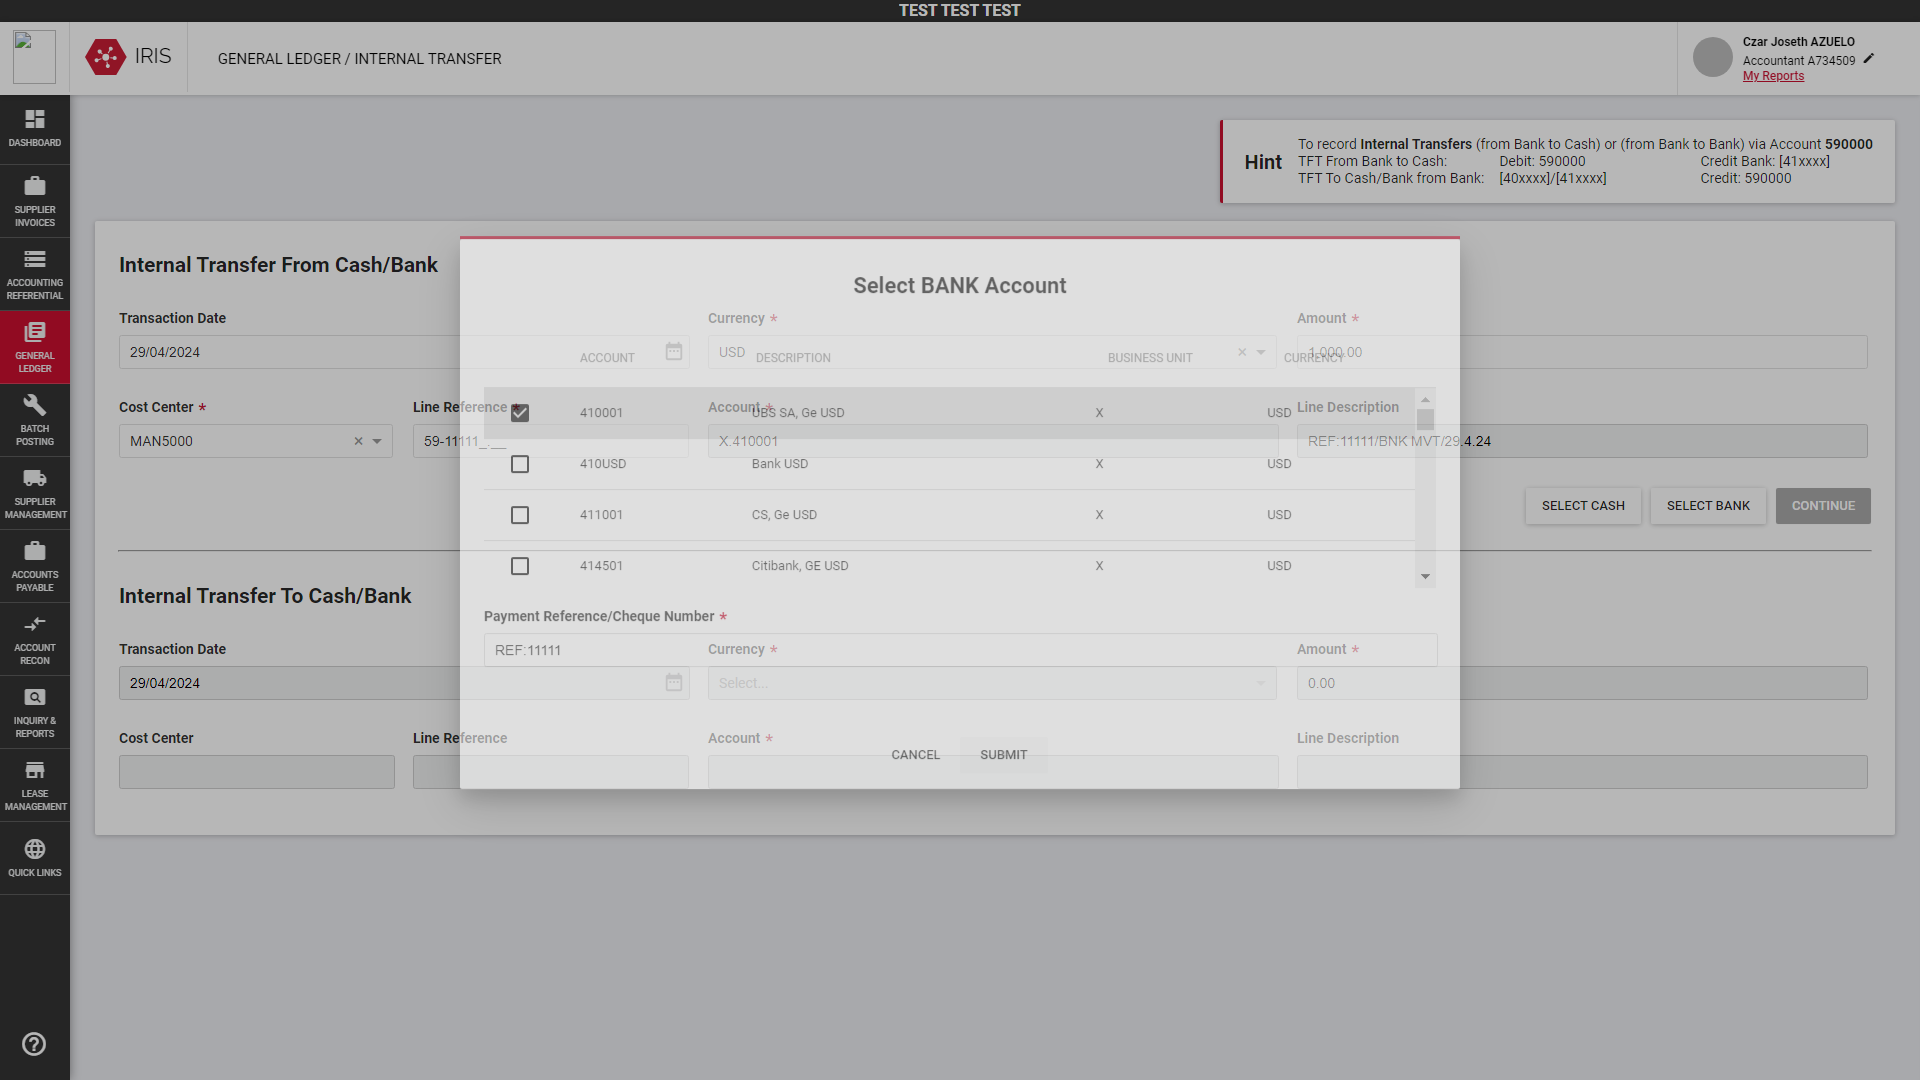 TEST TEST TEST
IRIS
GENERAL LEDGER / INTERNAL TRANSFER
Czar Joseth AZUELO
Accountant A734509
My Reports
DASHBOARD
SUPPLIER
INVOICES
ACCOUNTING
REFERENTIAL
GENERAL
LEDGER
BATCH
POSTING
SUPPLIER
MANAGEMENT
ACCOUNTS
PAYABLE
ACCOUNT
RECON
INQUIRY &
REPORTS
LEASE
MANAGEMENT
QUICK LINKS
Hint
To record Internal Transfers (from Bank to Cash) or (from Bank to Bank) via Account 590000
TFT From Bank to Cash: Debit: 590000 Credit Bank: [41xxxx]
TFT To Cash/Bank from Bank: [40xxxx]/[41xxxx] Credit: 590000
Internal Transfer From Cash/Bank
Transaction Date Currency * Amount *
29/04/2024 USD 1,000.00
Cost Center * Line Reference * Account * Line Description
MAN5000 59-11111_.__ X.410001 REF:11111/BNK MVT/29.4.24
SELECT CASH SELECT BANK CONTINUE
Internal Transfer To Cash/Bank
Transaction Date Currency * Amount *
29/04/2024 Select... 0.00
Cost Center Line Reference Account * Line Description
Select BANK Account
ACCOUNT DESCRIPTION BUSINESS UNIT CURRENCY
410001 UBS SA, Ge USD X USD
410USD Bank USD X USD
411001 CS, Ge USD X USD
414501 Citibank, GE USD X USD
Payment Reference/Cheque Number *
REF:11111
CANCEL SUBMIT